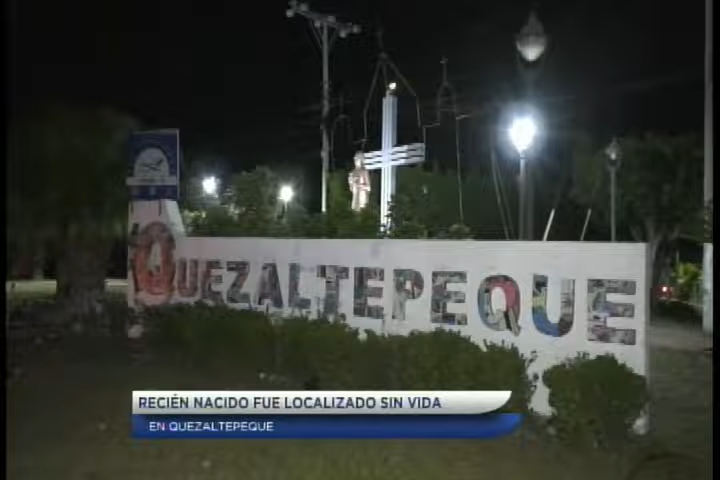 QUEZALTEPEQUE
RECIÉN NACIDO FUE LOCALIZADO SIN VIDA
EN QUEZALTEPEQUE